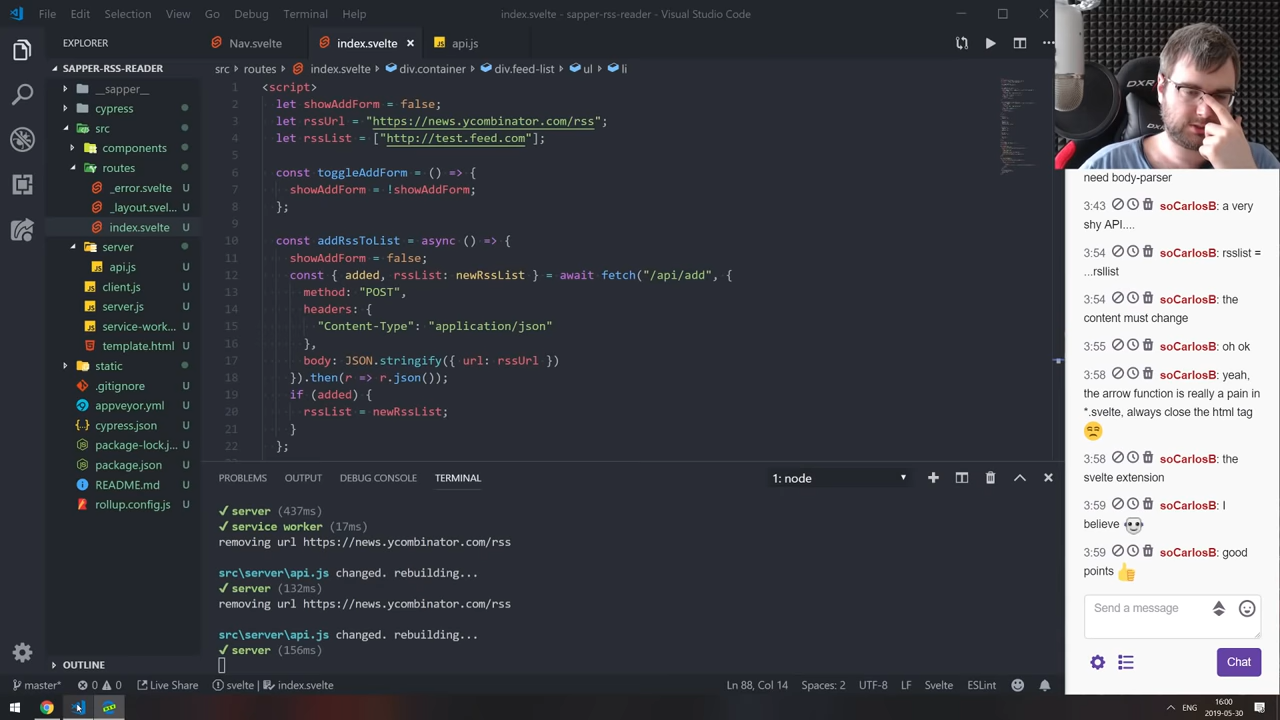 File Edit Selection View Go Debug Terminal Help
index.svelte - sapper-rss-reader - Visual Studio Code
EXPLORER
Nav.svelte
index.svelte
api.js
SAPPER-RSS-READER
__sapper__
cypress
src
components
routes
_error.svelte U
_layout.svel... U
index.svelte U
server
api.js U
client.js U
server.js U
service-work... U
template.html U
static
.gitignore U
appveyor.yml U
cypress.json U
package-lock.j... U
package.json U
README.md U
rollup.config.js U
OUTLINE
src › routes › index.svelte › div.container › div.feed-list › ul › li
1 <script>
2 let showAddForm = false;
3 let rssUrl = "https://news.ycombinator.com/rss";
4 let rssList = ["http://test.feed.com"];
5
6 const toggleAddForm = () => {
7 showAddForm = !showAddForm;
8 };
9
10 const addRssToList = async () => {
11 showAddForm = false;
12 const { added, rssList: newRssList } = await fetch("/api/add", {
13 method: "POST",
14 headers: {
15 "Content-Type": "application/json"
16 },
17 body: JSON.stringify({ url: rssUrl })
18 }).then(r => r.json());
19 if (added) {
20 rssList = newRssList;
21 }
22 };
PROBLEMS OUTPUT DEBUG CONSOLE TERMINAL
1: node
✓ server (437ms)
✓ service worker (17ms)
removing url https://news.ycombinator.com/rss
src\server\api.js changed. rebuilding...
✓ server (132ms)
removing url https://news.ycombinator.com/rss
src\server\api.js changed. rebuilding...
✓ server (156ms)
master* 0 0 Live Share svelte | index.svelte
Ln 88, Col 14 Spaces: 2 UTF-8 LF Svelte ESLint
DXR
need body-parser
3:43 soCarlosB: a very
shy API....
3:54 soCarlosB: rsslist =
...rsllist
3:54 soCarlosB: the
content must change
3:55 soCarlosB: oh ok
3:58 soCarlosB: yeah,
the arrow function is really a pain in
*.svelte, always close the html tag
3:58 soCarlosB: the
svelte extension
3:59 soCarlosB: I
believe
3:59 soCarlosB: good
points
Send a message
Chat
ENG
16:00
2019-05-30